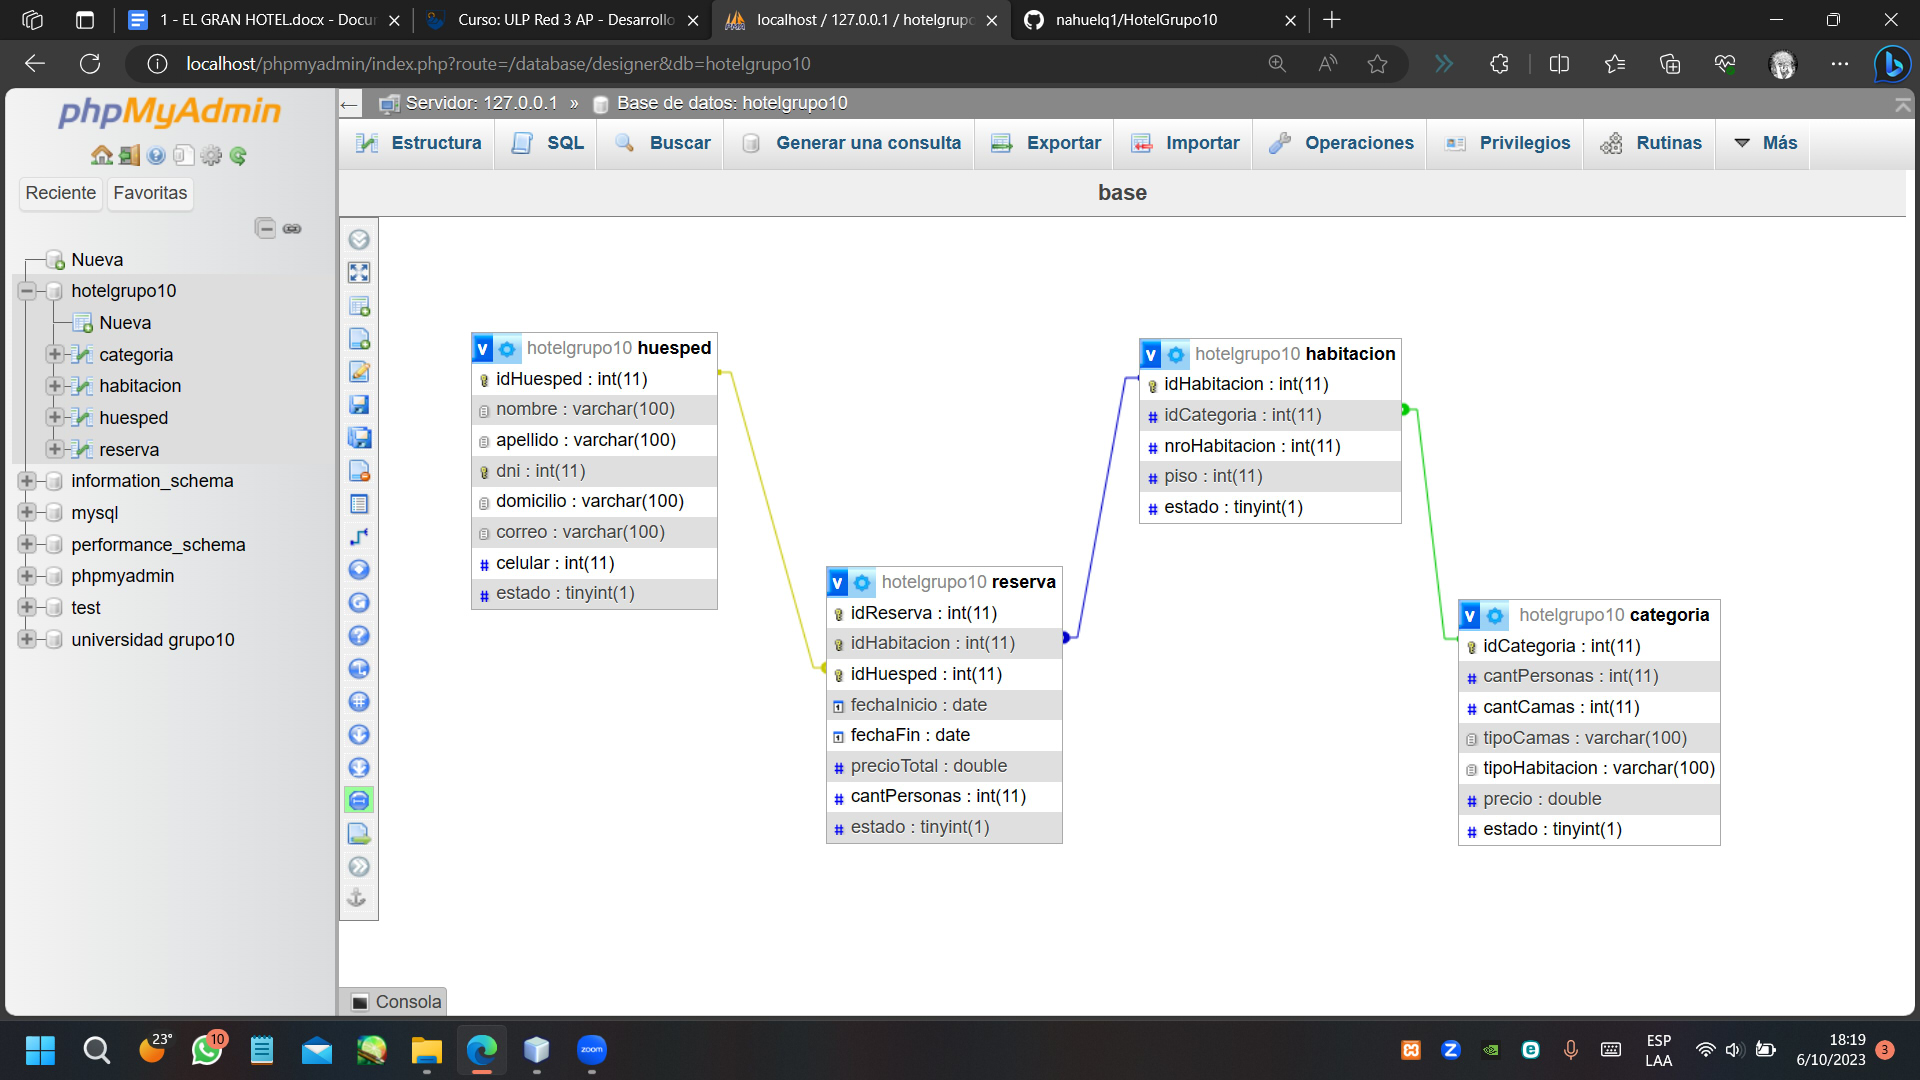 1 - EL GRAN HOTEL.docx - Docur
Curso: ULP Red 3 AP - Desarrollo
localhost / 127.0.0.1 / hotelgrupo
nahuelq1/HotelGrupo10
localhost/phpmyadmin/index.php?route=/database/designer&db=hotelgrupo10
phpMyAdmin
Reciente
Favoritas
Nueva
hotelgrupo10
Nueva
categoria
habitacion
huesped
reserva
information_schema
mysql
performance_schema
phpmyadmin
test
universidad grupo10
Servidor: 127.0.0.1 » Base de datos: hotelgrupo10
Estructura
SQL
Buscar
Generar una consulta
Exportar
Importar
Operaciones
Privilegios
Rutinas
Más
base
v hotelgrupo10 huesped
idHuesped : int(11)
nombre : varchar(100)
apellido : varchar(100)
dni : int(11)
domicilio : varchar(100)
correo : varchar(100)
# celular : int(11)
# estado : tinyint(1)
v hotelgrupo10 reserva
idReserva : int(11)
idHabitacion : int(11)
idHuesped : int(11)
fechaInicio : date
fechaFin : date
# precioTotal : double
# cantPersonas : int(11)
# estado : tinyint(1)
v hotelgrupo10 habitacion
idHabitacion : int(11)
# idCategoria : int(11)
# nroHabitacion : int(11)
# piso : int(11)
# estado : tinyint(1)
v hotelgrupo10 categoria
idCategoria : int(11)
# cantPersonas : int(11)
# cantCamas : int(11)
tipoCamas : varchar(100)
tipoHabitacion : varchar(100)
# precio : double
# estado : tinyint(1)
Consola
23°
10
zoom
ESP
LAA
18:19
6/10/2023
3